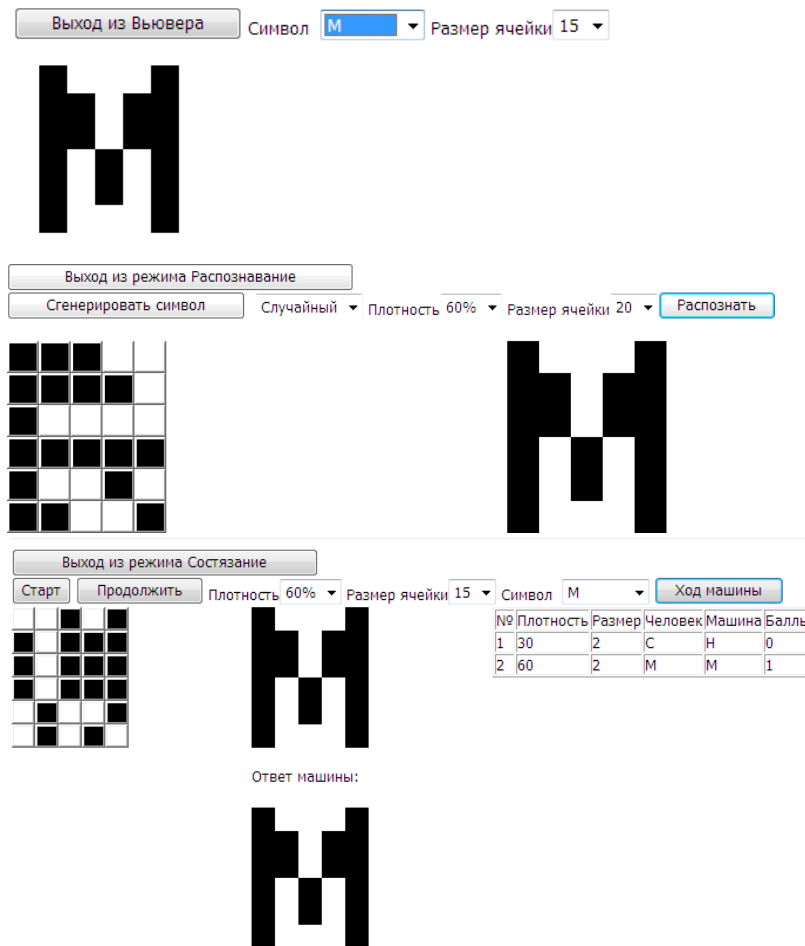 Выход из Вьювера Символ М Размер ячейки 15
Выход из режима Распознавание
Сгенерировать символ Случайный Плотность 60% Размер ячейки 20 Распознать
Выход из режима Состязание
Старт Продолжить Плотность 60% Размер ячейки 15 Символ М Ход машины
№ Плотность Размер Человек Машина Баллы
1 30 2 С Н 0
2 60 2 М М 1
Ответ машины: